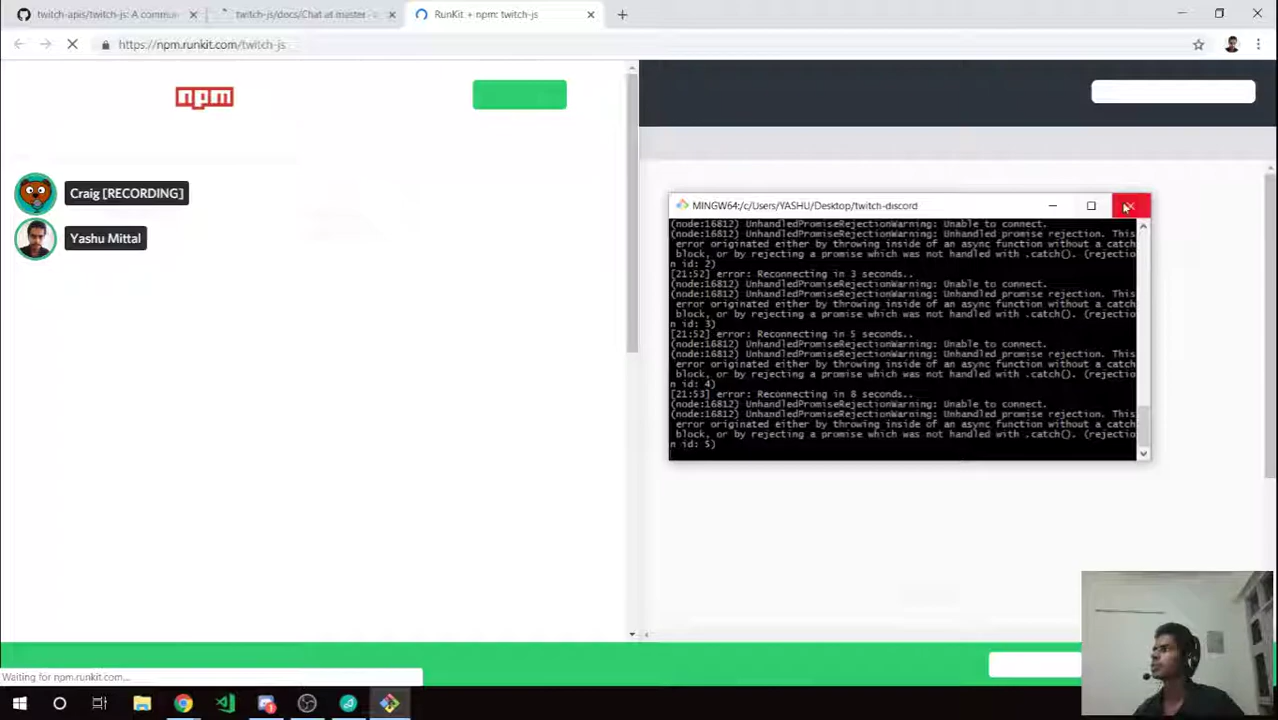 twitch-apis/twitch-js: A commun
twitch-js/docs/Chat at master ·
RunKit + npm: twitch-js
https://npm.runkit.com/twitch-js
npm
Craig [RECORDING]
Yashu Mittal
MINGW64:/c/Users/YASHU/Desktop/twitch-discord
(node:16812) UnhandledPromiseRejectionWarning: Unable to connect.
(node:16812) UnhandledPromiseRejectionWarning: Unhandled promise rejection. This
error originated either by throwing inside of an async function without a catch
block, or by rejecting a promise which was not handled with .catch(). (rejectio
n id: 2)
[21:52] error: Reconnecting in 3 seconds..
(node:16812) UnhandledPromiseRejectionWarning: Unable to connect.
(node:16812) UnhandledPromiseRejectionWarning: Unhandled promise rejection. This
error originated either by throwing inside of an async function without a catch
block, or by rejecting a promise which was not handled with .catch(). (rejectio
n id: 3)
[21:52] error: Reconnecting in 5 seconds..
(node:16812) UnhandledPromiseRejectionWarning: Unable to connect.
(node:16812) UnhandledPromiseRejectionWarning: Unhandled promise rejection. This
error originated either by throwing inside of an async function without a catch
block, or by rejecting a promise which was not handled with .catch(). (rejectio
n id: 4)
[21:53] error: Reconnecting in 8 seconds..
(node:16812) UnhandledPromiseRejectionWarning: Unable to connect.
(node:16812) UnhandledPromiseRejectionWarning: Unhandled promise rejection. This
error originated either by throwing inside of an async function without a catch
block, or by rejecting a promise which was not handled with .catch(). (rejectio
n id: 5)
Waiting for npm.runkit.com...